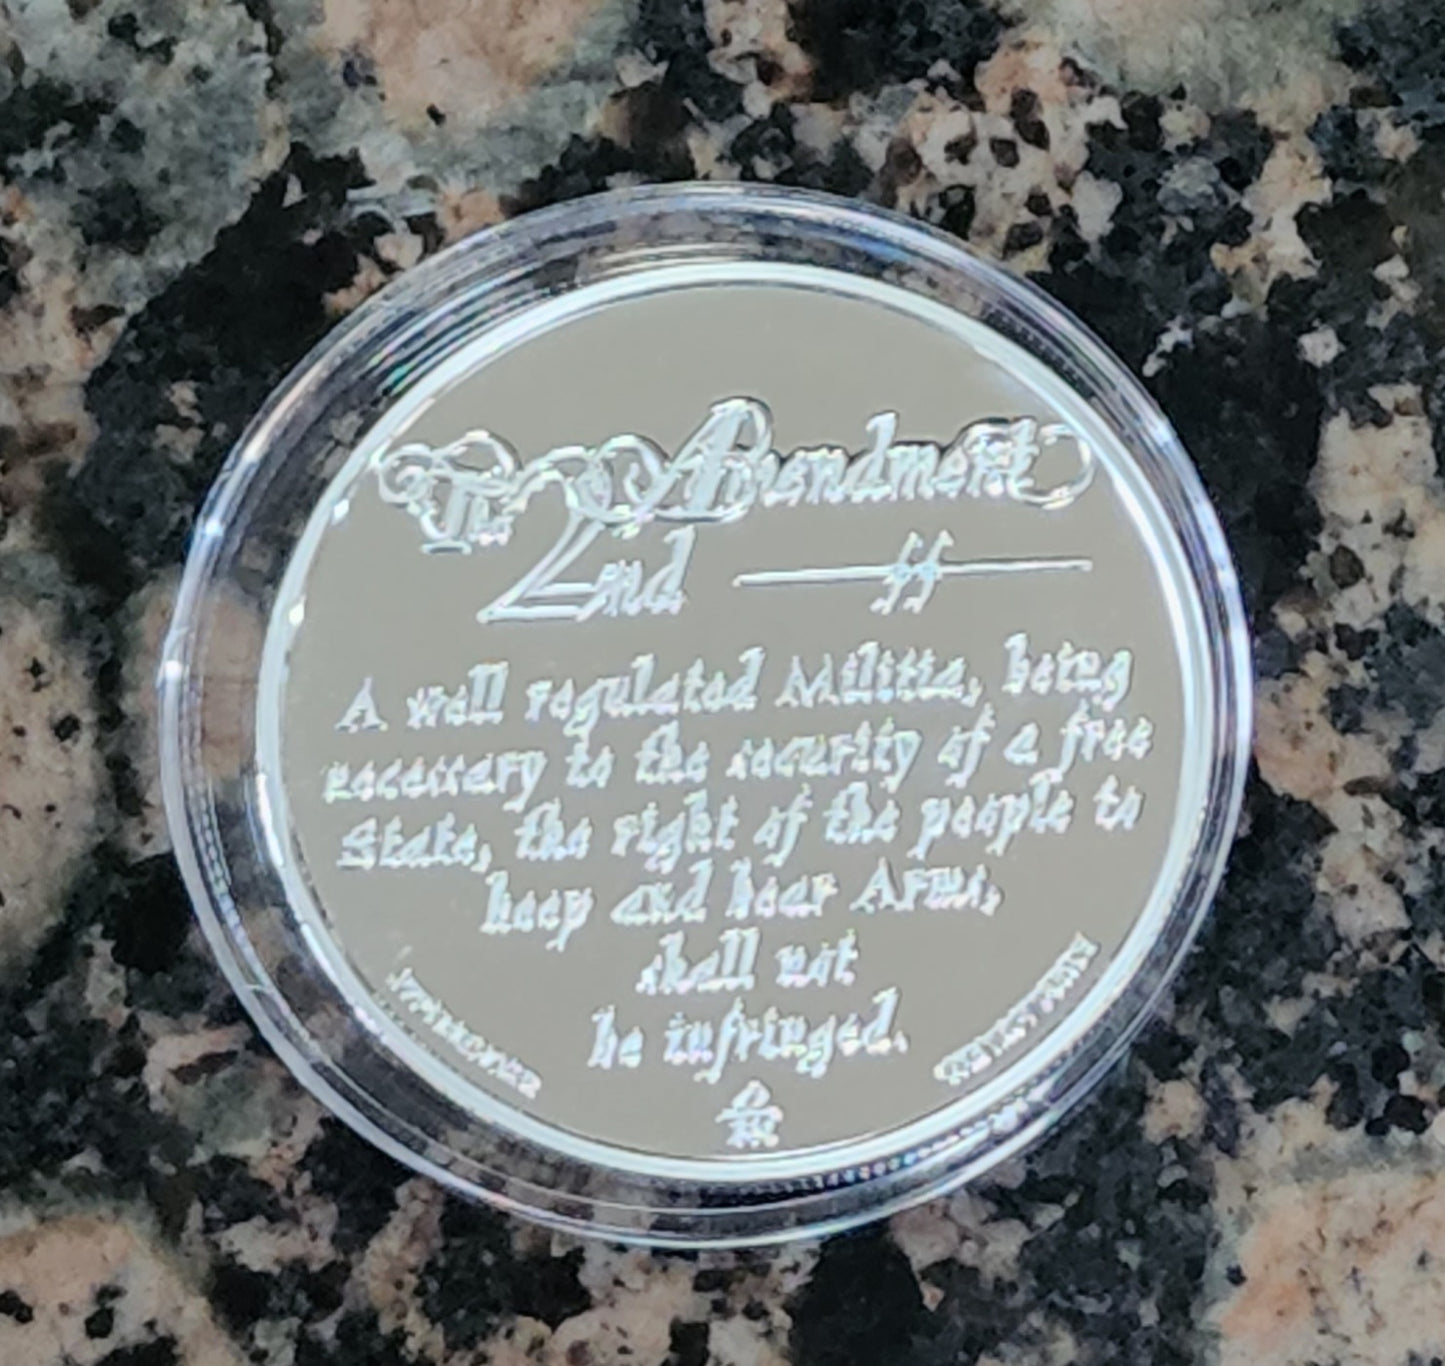 The 2nd Amendment
A well regulated Militia, being
necessary to the security of a free
State, the right of the people to
keep and bear Arms,
shall not
be infringed.